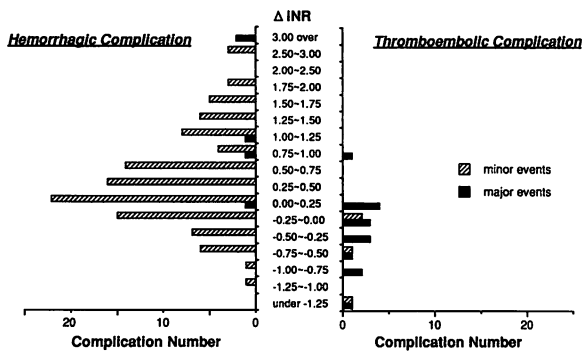 Δ INR
Hemorrhagic Complication
Thromboembolic Complication
3.00 over
2.50~3.00
2.00~2.50
1.75~2.00
1.50~1.75
1.25~1.50
1.00~1.25
0.75~1.00
0.50~0.75
0.25~0.50
0.00~0.25
-0.25~0.00
-0.50~-0.25
-0.75~-0.50
-1.00~-0.75
-1.25~-1.00
under -1.25
minor events
major events
20 10 0
0 10 20
Complication Number
Complication Number